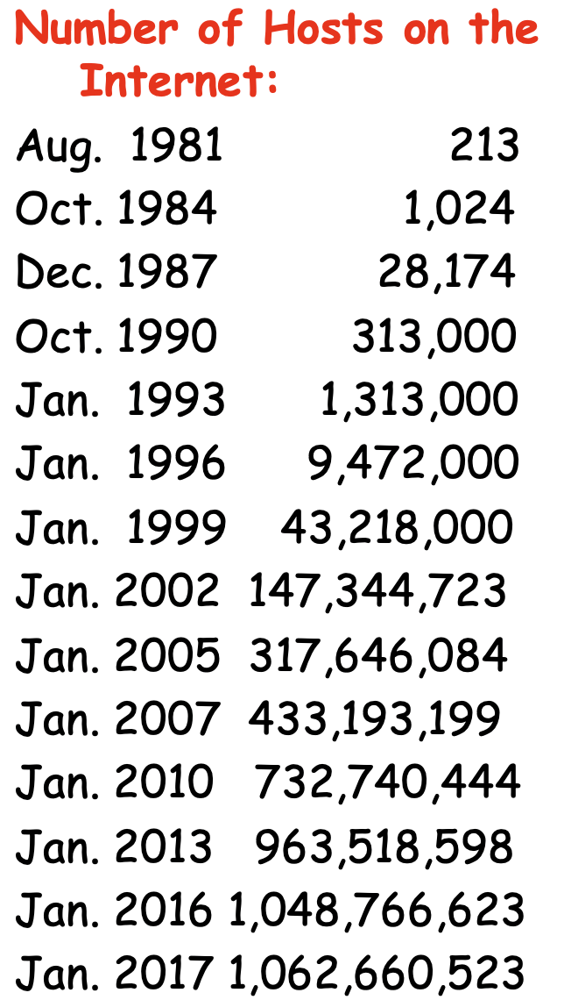 Number of Hosts on the
Internet:
Aug. 1981 213
Oct. 1984 1,024
Dec. 1987 28,174
Oct. 1990 313,000
Jan. 1993 1,313,000
Jan. 1996 9,472,000
Jan. 1999 43,218,000
Jan. 2002 147,344,723
Jan. 2005 317,646,084
Jan. 2007 433,193,199
Jan. 2010 732,740,444
Jan. 2013 963,518,598
Jan. 2016 1,048,766,623
Jan. 2017 1,062,660,523